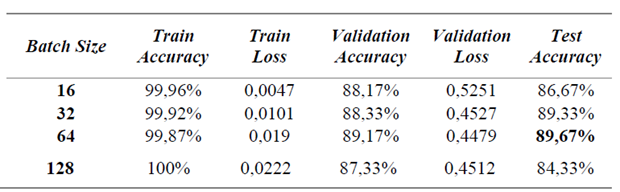 Batch Size Train Accuracy Train Loss Validation Accuracy Validation Loss Test Accuracy
16 99,96% 0,0047 88,17% 0,5251 86,67%
32 99,92% 0,0101 88,33% 0,4527 89,33%
64 99,87% 0,019 89,17% 0,4479 89,67%
128 100% 0,0222 87,33% 0,4512 84,33%